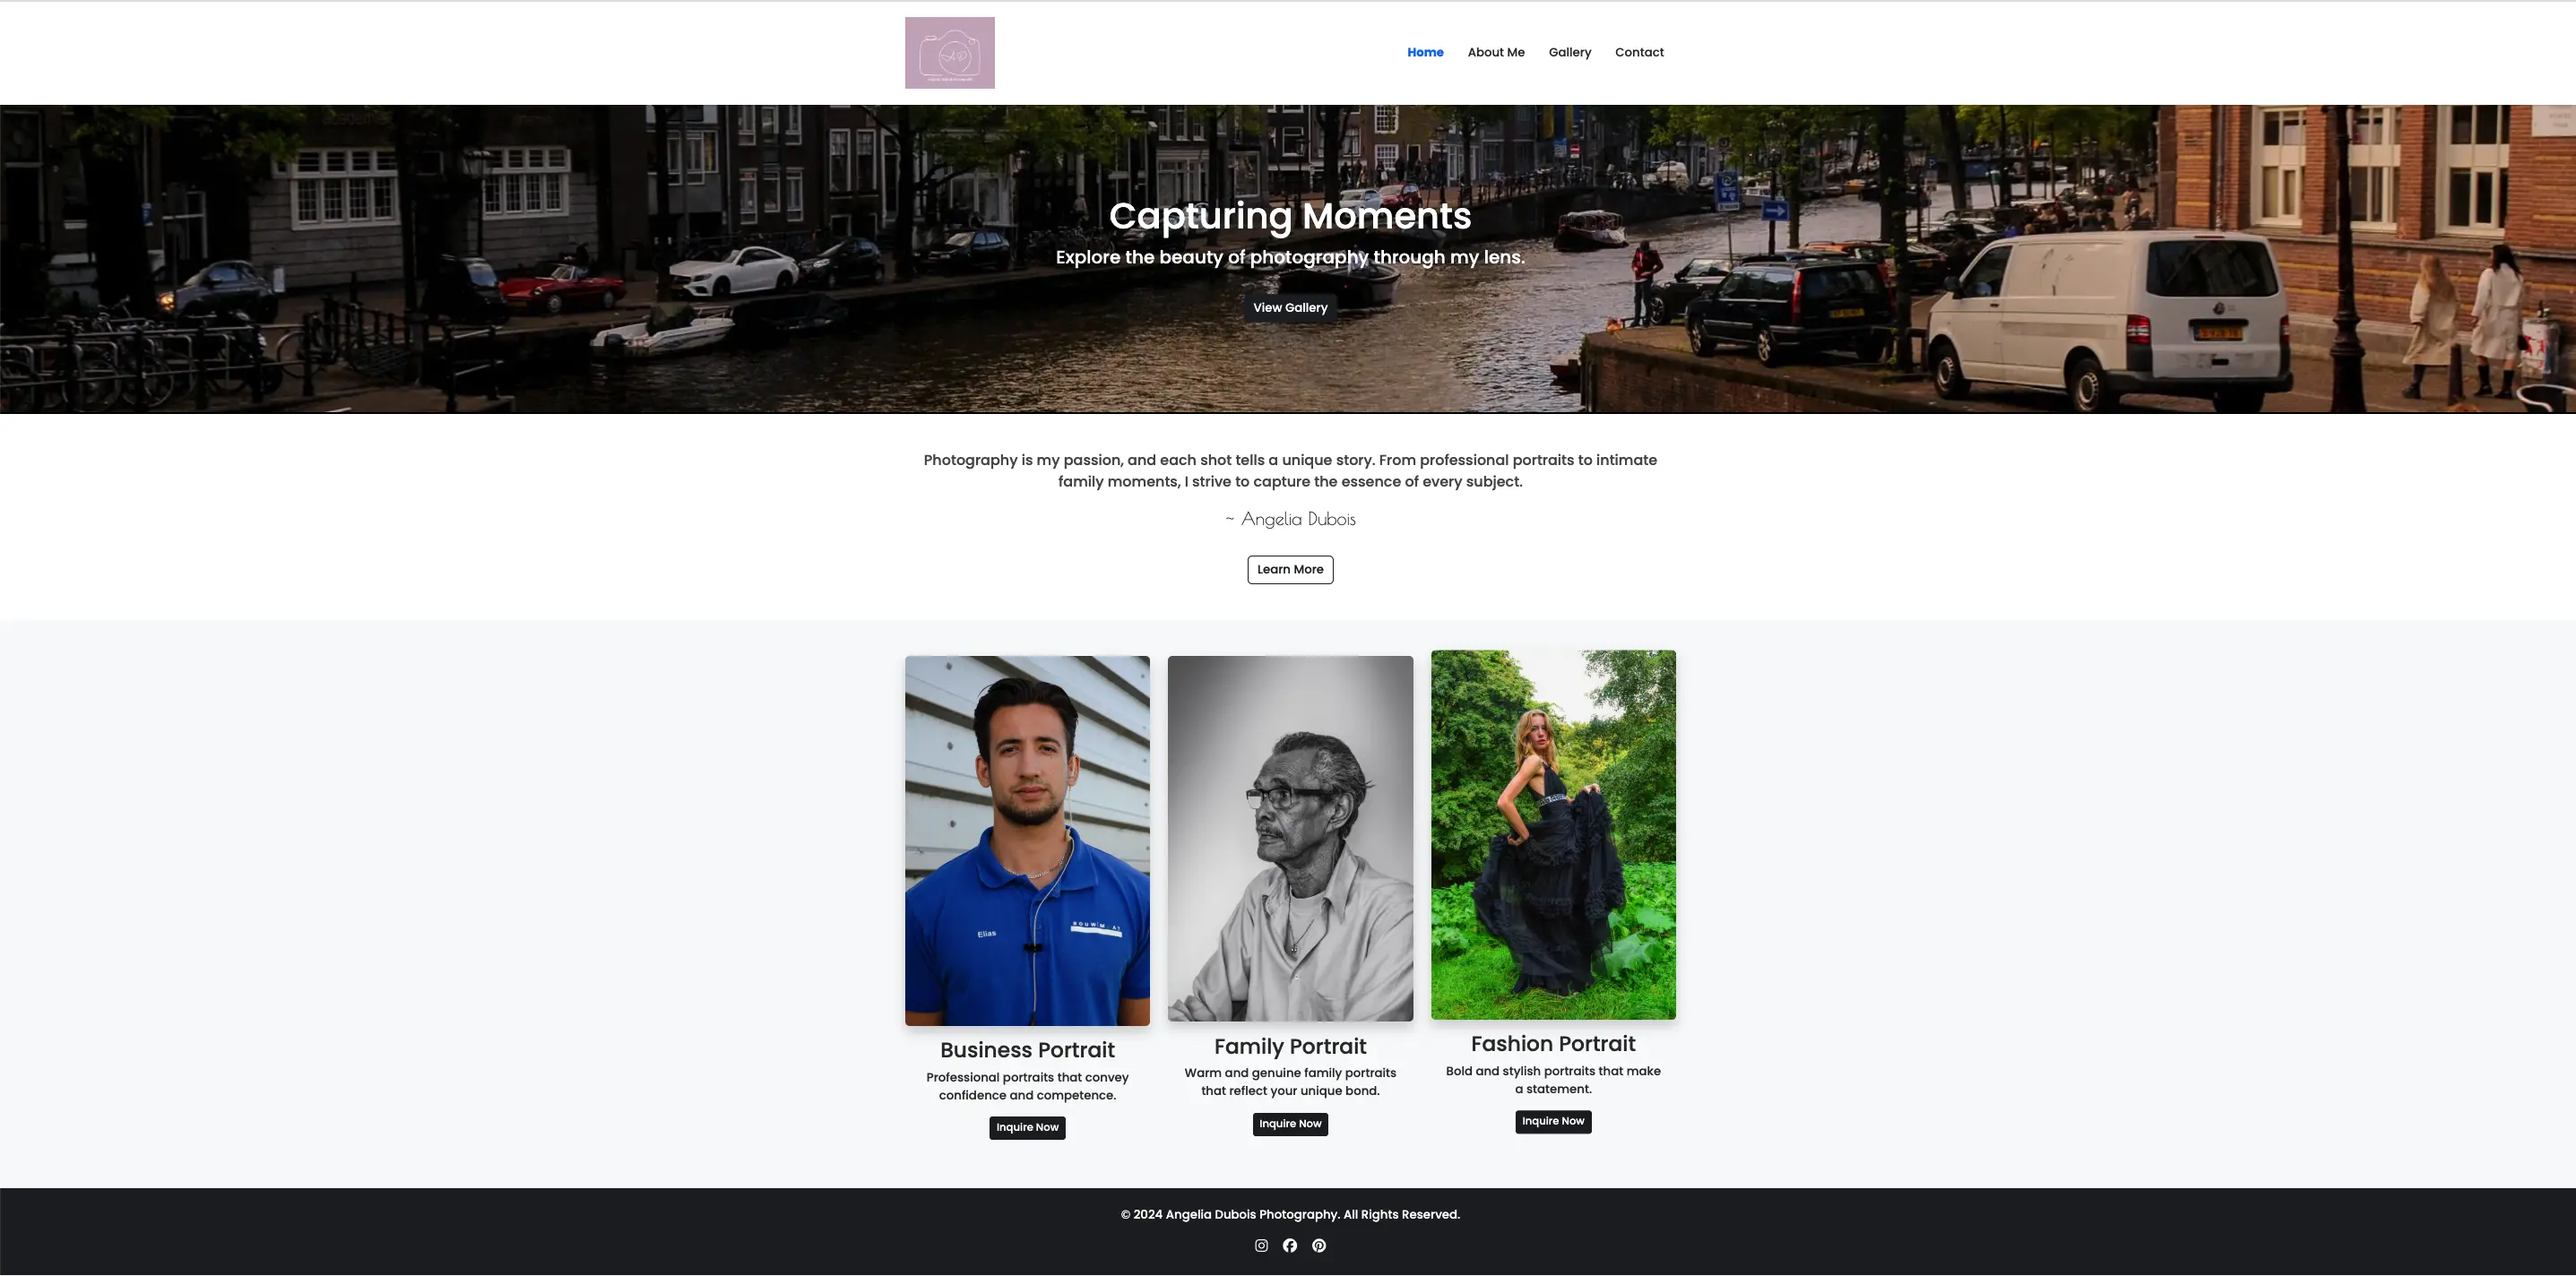 Home About Me Gallery Contact
Capturing Moments
Explore the beauty of photography through my lens.
View Gallery
Photography is my passion, and each shot tells a unique story. From professional portraits to intimate
family moments, I strive to capture the essence of every subject.
~ Angelia Dubois
Learn More
Elias
Business Portrait
Professional portraits that convey
confidence and competence.
Inquire Now
Family Portrait
Warm and genuine family portraits
that reflect your unique bond.
Inquire Now
Fashion Portrait
Bold and stylish portraits that make
a statement.
Inquire Now
© 2024 Angelia Dubois Photography. All Rights Reserved.